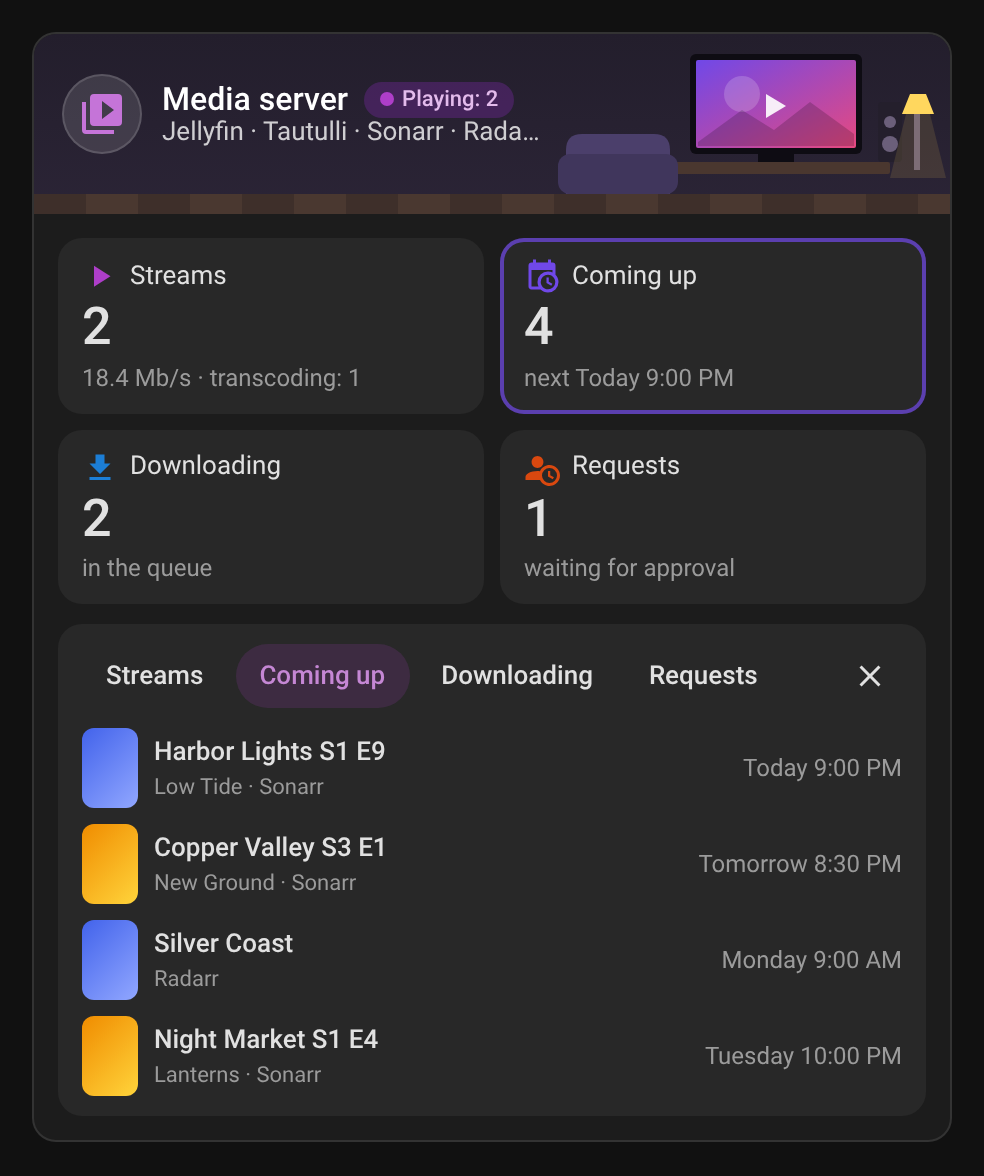 Media server
Playing: 2
Jellyfin · Tautulli · Sonarr · Rada...
Streams
2
18.4 Mb/s · transcoding: 1
Coming up
4
next Today 9:00 PM
Downloading
2
in the queue
Requests
1
waiting for approval
Streams Coming up Downloading Requests
Harbor Lights S1 E9
Low Tide · Sonarr
Today 9:00 PM
Copper Valley S3 E1
New Ground · Sonarr
Tomorrow 8:30 PM
Silver Coast
Radarr
Monday 9:00 AM
Night Market S1 E4
Lanterns · Sonarr
Tuesday 10:00 PM